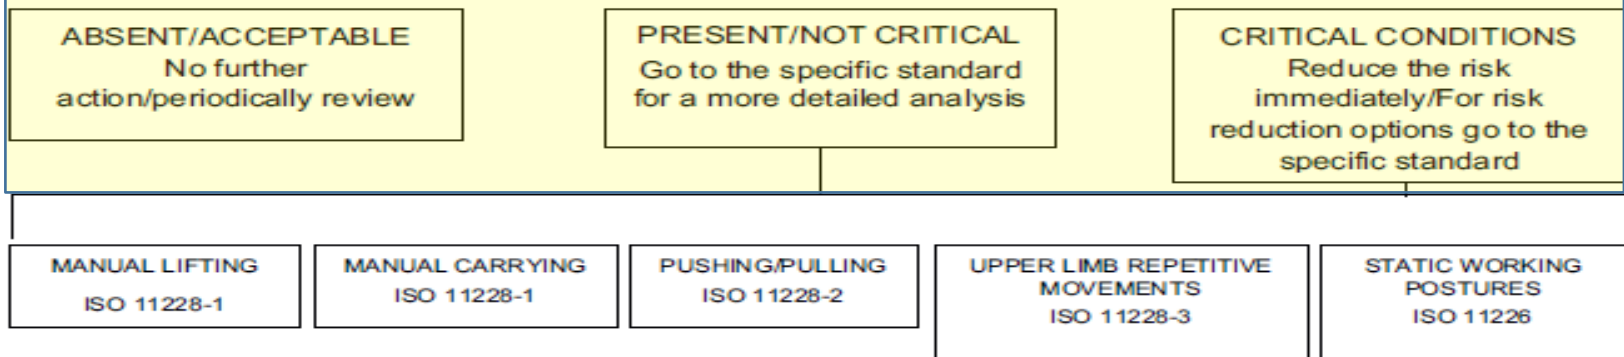 ABSENT/ACCEPTABLE
No further
action/periodically review
PRESENT/NOT CRITICAL
Go to the specific standard
for a more detailed analysis
CRITICAL CONDITIONS
Reduce the risk
immediately/For risk
reduction options go to the
specific standard
MANUAL LIFTING
ISO 11228-1
MANUAL CARRYING
ISO 11228-1
PUSHING/PULLING
ISO 11228-2
UPPER LIMB REPETITIVE
MOVEMENTS
ISO 11228-3
STATIC WORKING
POSTURES
ISO 11226